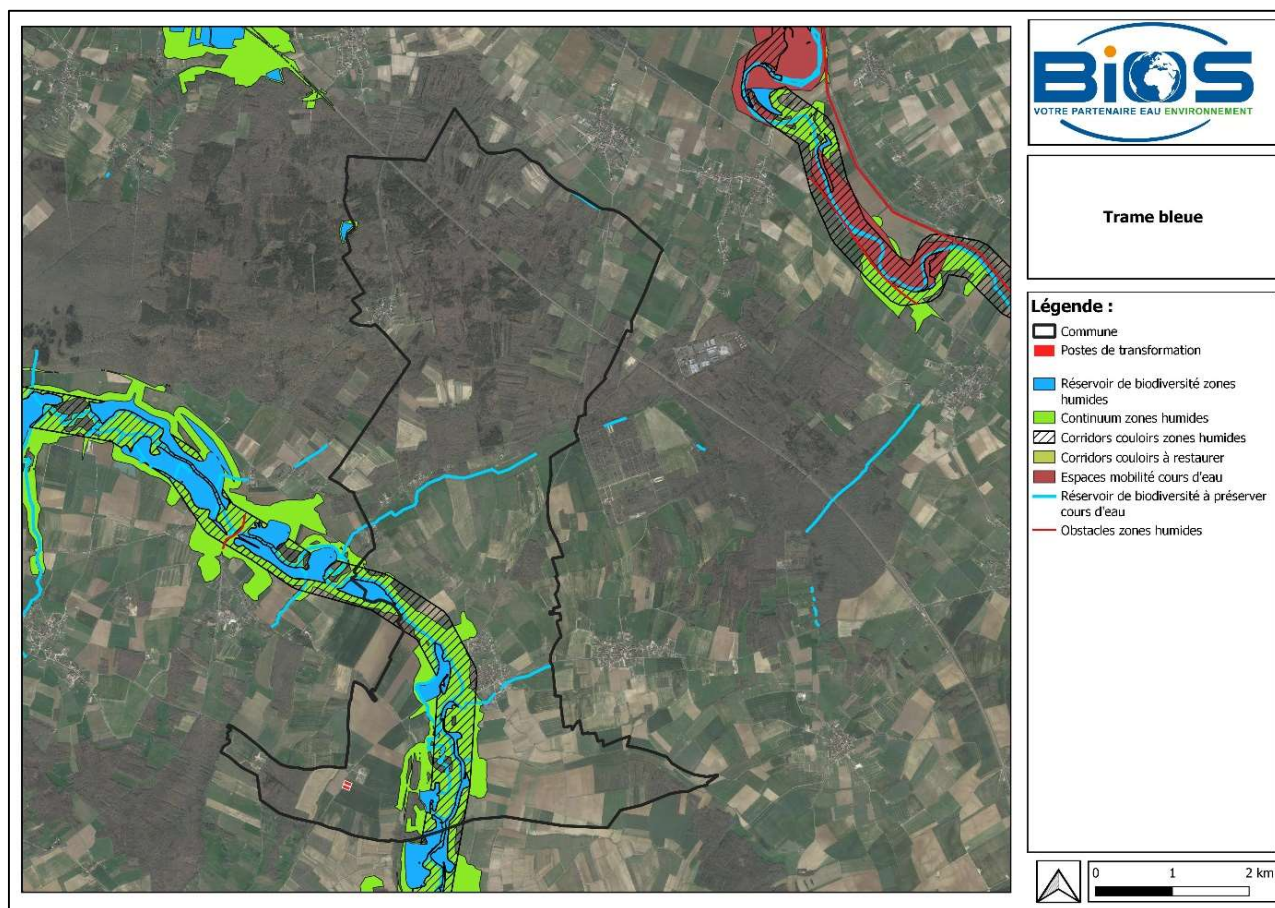 BiOS
VOTRE PARTENAIRE EAU ENVIRONNEMENT
Trame bleue
Légende :
Commune
Postes de transformation
Réservoir de biodiversité zones
humides
Continuum zones humides
Corridors couloirs zones humides
Corridors couloirs à restaurer
Espaces mobilité cours d'eau
Réservoir de biodiversité à préserver
cours d'eau
Obstacles zones humides
0 1 2 km